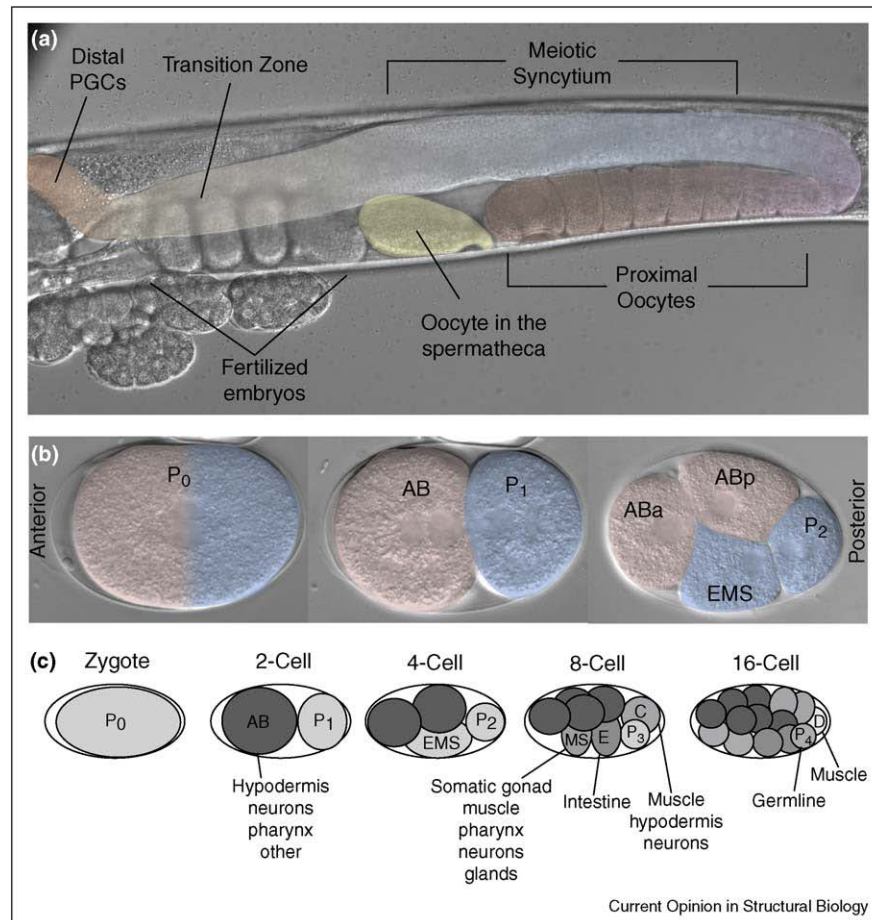 (a)
Distal
PGCs
Transition Zone
Meiotic
Syncytium
Fertilized
embryos
Oocyte in the
spermatheca
Proximal
Oocytes
(b)
Anterior
P0
AB
P1
ABa
ABp
P2
EMS
Posterior
(c)
Zygote
2-Cell
4-Cell
8-Cell
16-Cell
P0
AB
P1
P2
EMS
MS
E
C
P3
P4
D
Hypodermis
neurons
pharynx
other
Somatic gonad
muscle
pharynx
neurons
glands
Intestine
Muscle
hypodermis
neurons
Germline
Muscle
Current Opinion in Structural Biology